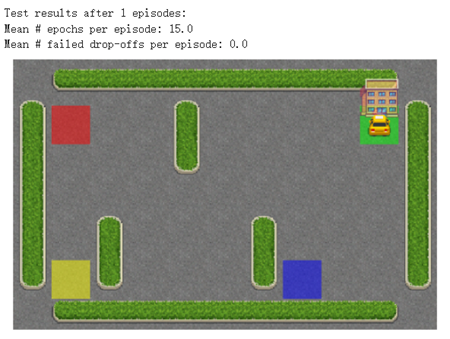 Test results after 1 episodes:
Mean # epochs per episode: 15.0
Mean # failed drop-offs per episode: 0.0